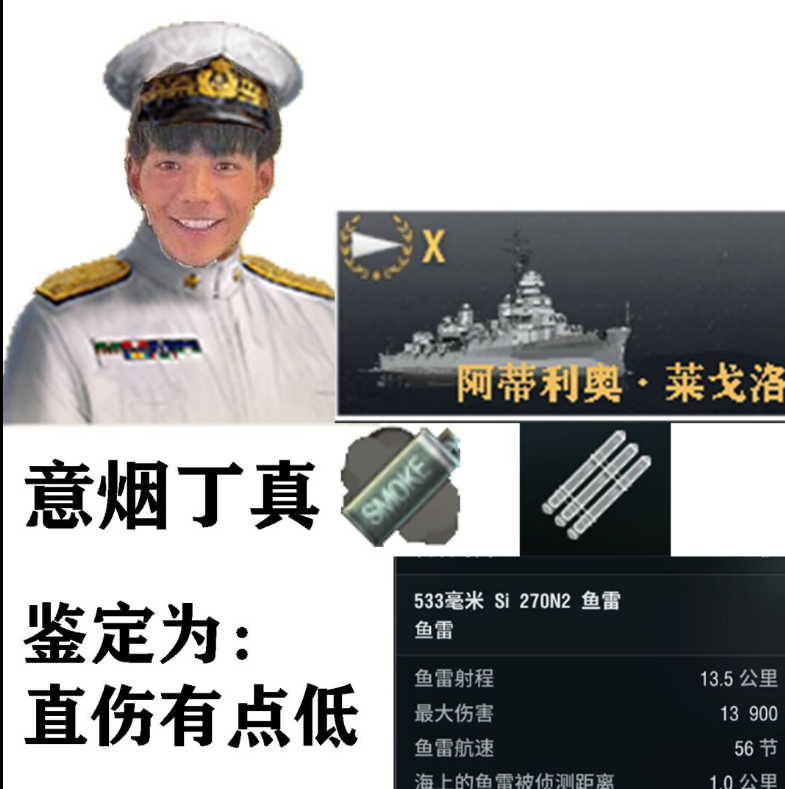 X
阿蒂利奥·莱戈洛
SMOKE
意烟丁真
鉴定为：
直伤有点低
533毫米 Si 270N2 鱼雷
鱼雷
鱼雷射程 13.5 公里
最大伤害 13 900
鱼雷航速 56 节
海上的鱼雷被侦测距离 1.0 公里